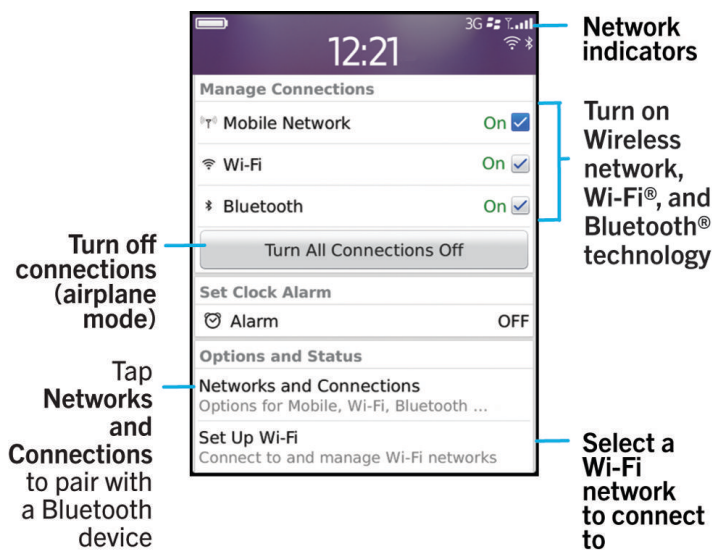 3G
12:21
Manage Connections
Mobile Network On
Wi-Fi On
Bluetooth On
Turn All Connections Off
Set Clock Alarm
Alarm OFF
Options and Status
Networks and Connections
Options for Mobile, Wi-Fi, Bluetooth ...
Set Up Wi-Fi
Connect to and manage Wi-Fi networks
Network
indicators
Turn on
Wireless
network,
Wi-Fi®, and
Bluetooth®
technology
Turn off
connections
(airplane
mode)
Tap
Networks
and
Connections
to pair with
a Bluetooth
device
Select a
Wi-Fi
network
to connect
to